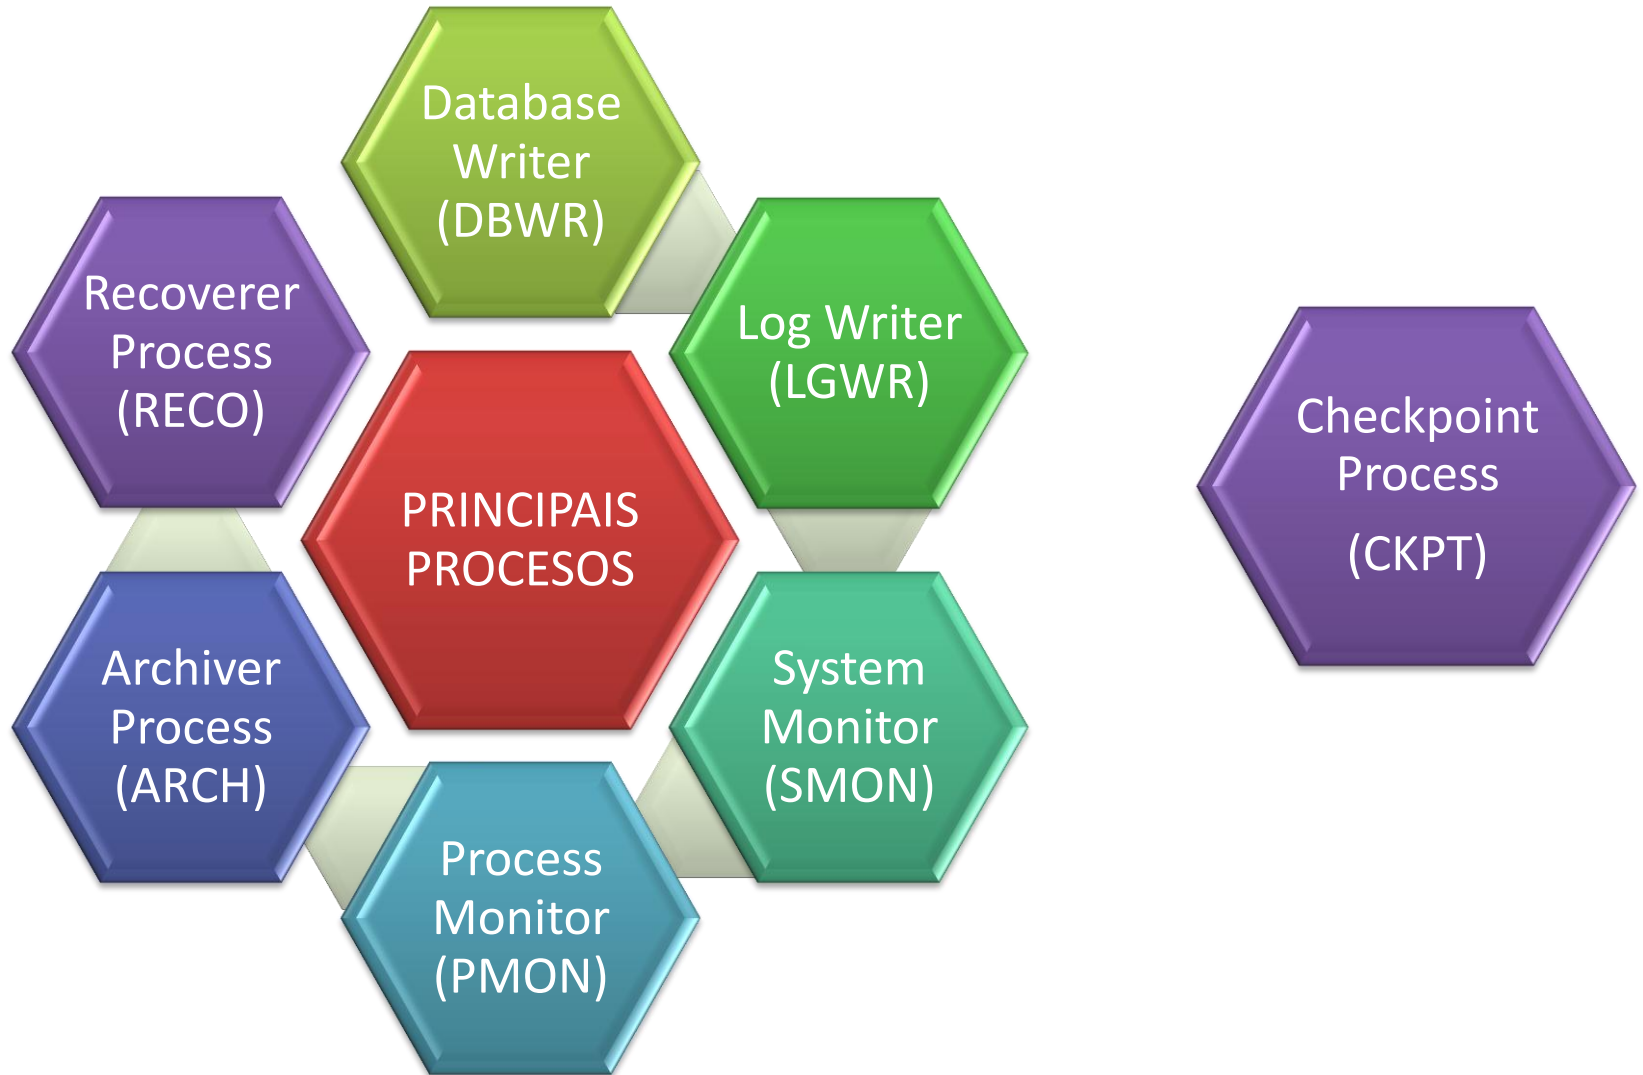 Database
Writer
(DBWR)
Log Writer
(LGWR)
System
Monitor
(SMON)
Process
Monitor
(PMON)
Archiver
Process
(ARCH)
Recoverer
Process
(RECO)
PRINCIPAIS
PROCESOS
Checkpoint
Process
(CKPT)